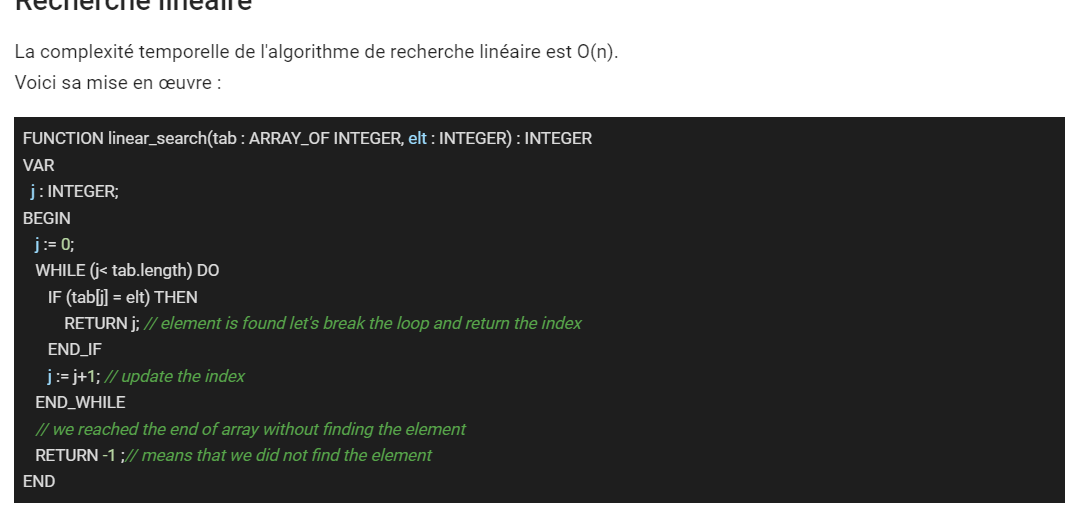 Recherche linéaire
La complexité temporelle de l'algorithme de recherche linéaire est O(n).
Voici sa mise en œuvre :
FUNCTION linear_search(tab : ARRAY_OF INTEGER, elt : INTEGER) : INTEGER
VAR
j : INTEGER;
BEGIN
j := 0;
WHILE (j< tab.length) DO
IF (tab[j] = elt) THEN
RETURN j; // element is found let's break the loop and return the index
END_IF
j := j+1; // update the index
END_WHILE
// we reached the end of array without finding the element
RETURN -1 ;// means that we did not find the element
END